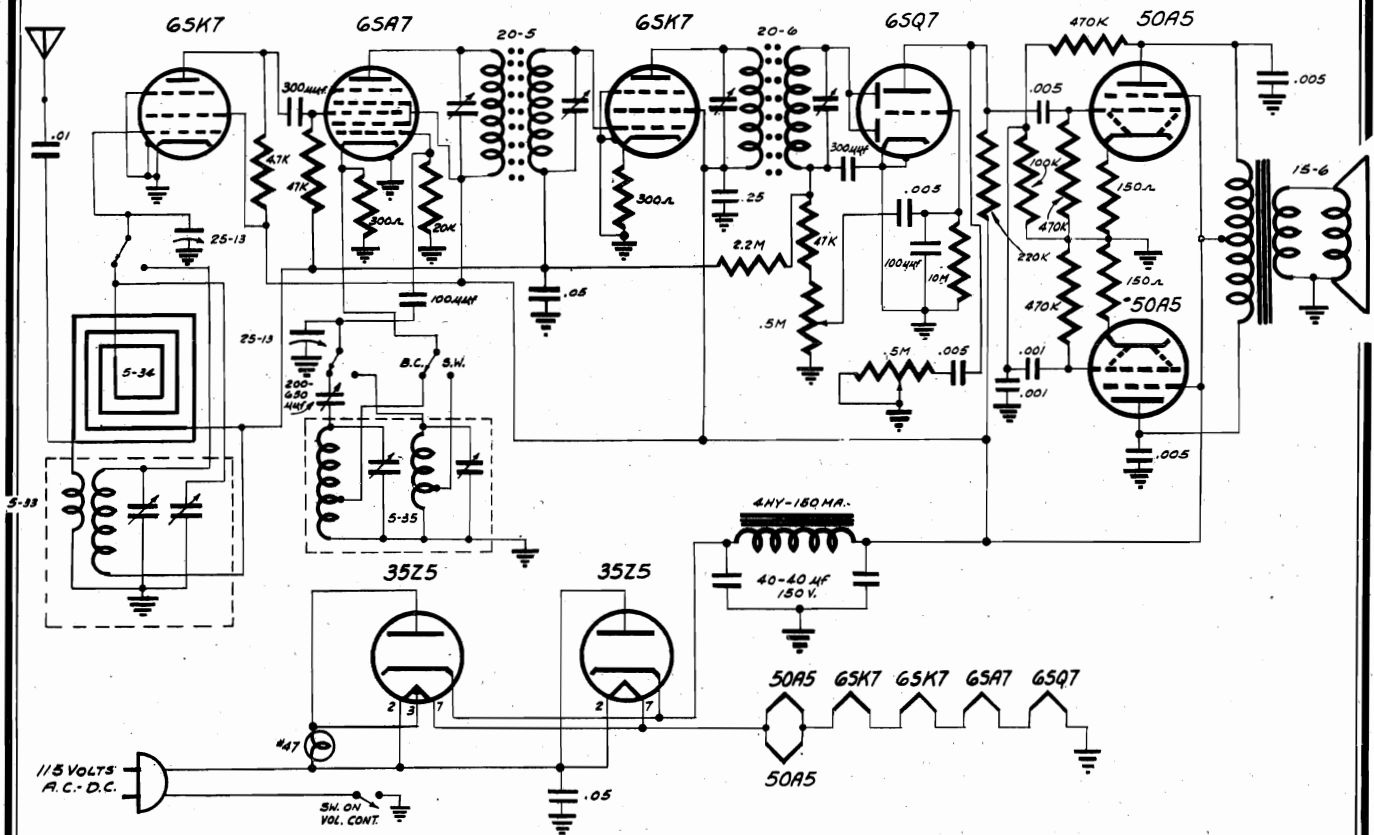 6SK7
6SA7
20-5
6SK7
20-6
6SQ7
470K
50A5
.005
.01
300µµf
4.7K
47K
300Ω
20K
300Ω
.25
300µµf
.005
.005
100K
470K
150Ω
15-6
25-13
2.2M
47K
100µµf
10M
220K
470K
150Ω
50A5
.05
100µµf
.5M
25-13
B.C.
S.W.
.5M
.005
.001
.001
5-34
200-
650
µµf
.005
5-33
5-35
4HY-150 MA.
40-40 µf
150 V.
35Z5
35Z5
2
3
7
2
7
50A5
6SK7
6SK7
6SA7
6SQ7
#47
50A5
115 VOLTS
A.C.-D.C.
SW. ON
VOL. CONT.
.05